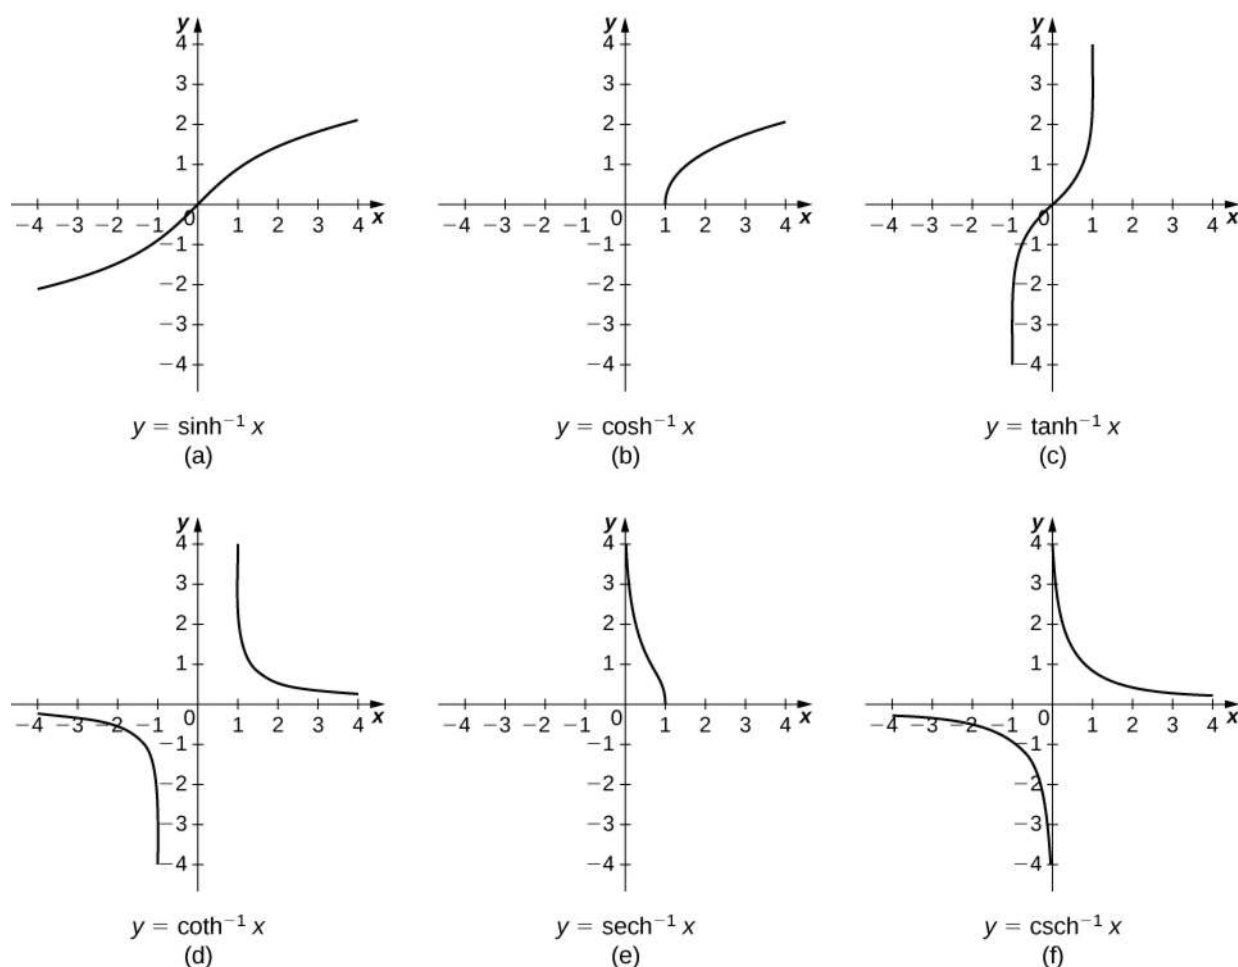 y
4
3
2
1
−4 −3 −2 −1 0 1 2 3 4 x
−1
−2
−3
−4
y = sinh⁻¹ x
(a)
y
4
3
2
1
−4 −3 −2 −1 0 1 2 3 4 x
−1
−2
−3
−4
y = cosh⁻¹ x
(b)
y
4
3
2
1
−4 −3 −2 −1 0 1 2 3 4 x
−1
−2
−3
−4
y = tanh⁻¹ x
(c)
y
4
3
2
1
−4 −3 −2 −1 0 1 2 3 4 x
−1
−2
−3
−4
y = coth⁻¹ x
(d)
y
4
3
2
1
−4 −3 −2 −1 0 1 2 3 4 x
−1
−2
−3
−4
y = sech⁻¹ x
(e)
y
4
3
2
1
−4 −3 −2 −1 0 1 2 3 4 x
−1
−2
−3
−4
y = csch⁻¹ x
(f)